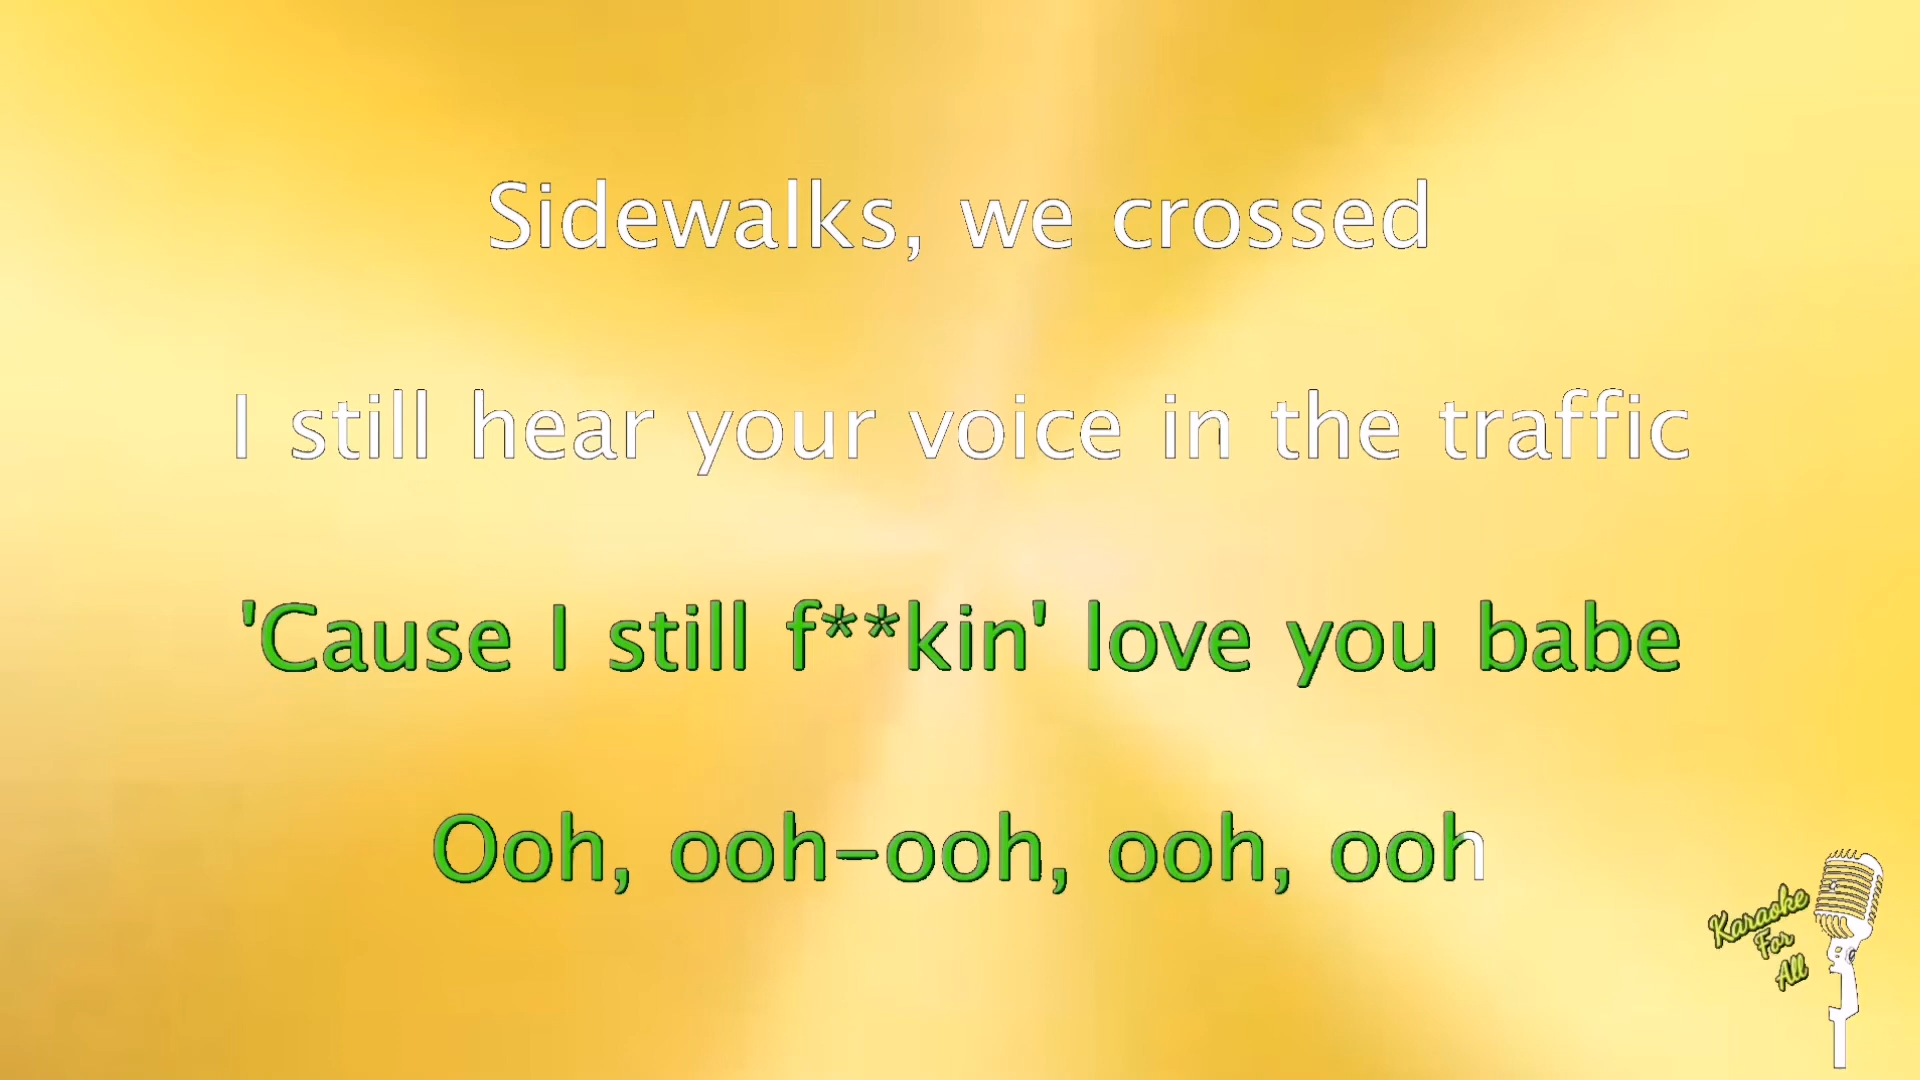 Sidewalks, we crossed
I still hear your voice in the traffic
'Cause I still f**kin' love you babe
Ooh, ooh-ooh, ooh, ooh
Karaoke
For
All